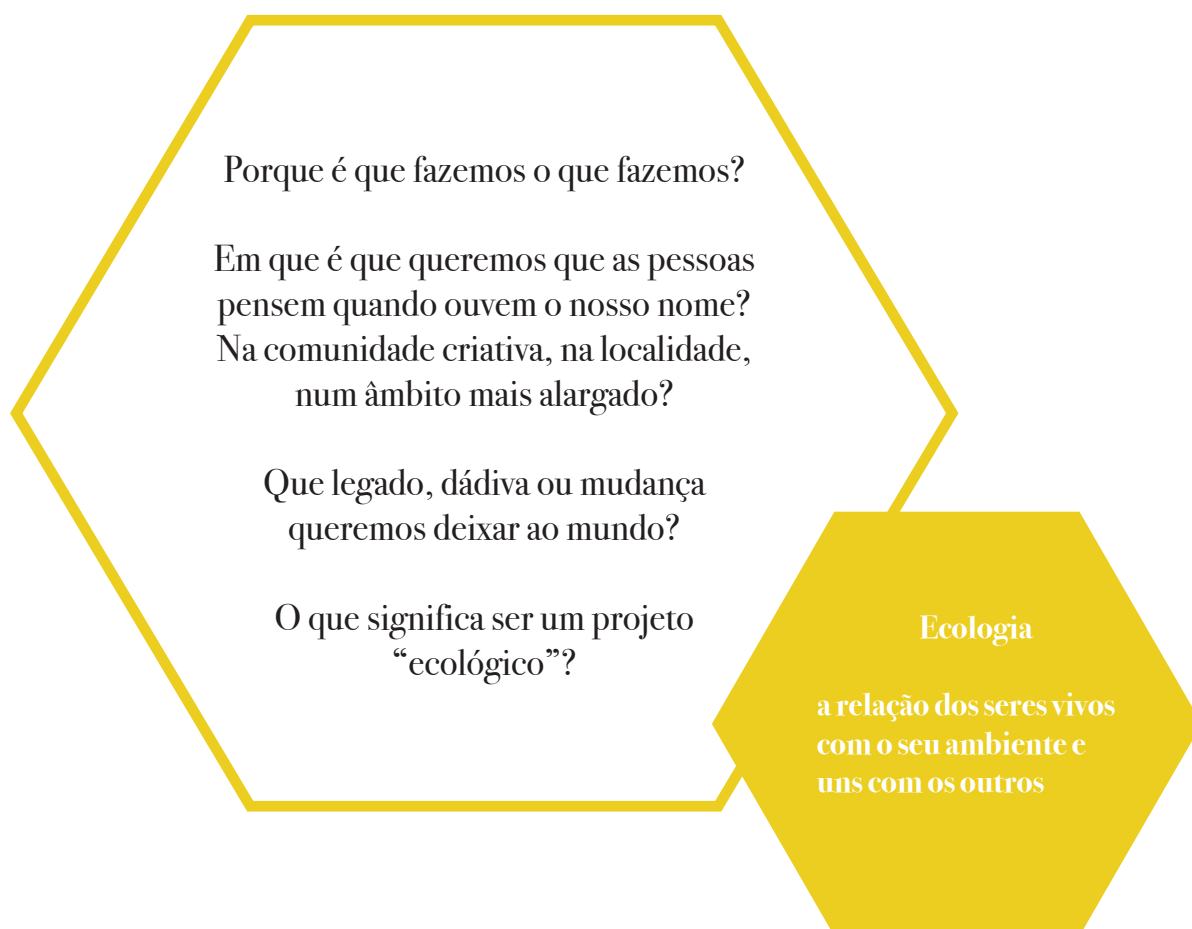 Porque é que fazemos o que fazemos?
Em que é que queremos que as pessoas
pensem quando ouvem o nosso nome?
Na comunidade criativa, na localidade,
num âmbito mais alargado?
Que legado, dádiva ou mudança
queremos deixar ao mundo?
O que significa ser um projeto
“ecológico”?
Ecologia
a relação dos seres vivos
com o seu ambiente e
uns com os outros